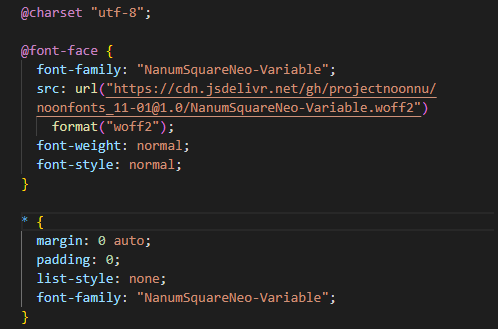 @charset "utf-8";
@font-face {
font-family: "NanumSquareNeo-Variable";
src: url("https://cdn.jsdelivr.net/gh/projectnoonnu/
noonfonts_11-01@1.0/NanumSquareNeo-Variable.woff2")
format("woff2");
font-weight: normal;
font-style: normal;
}
* {
margin: 0 auto;
padding: 0;
list-style: none;
font-family: "NanumSquareNeo-Variable";
}